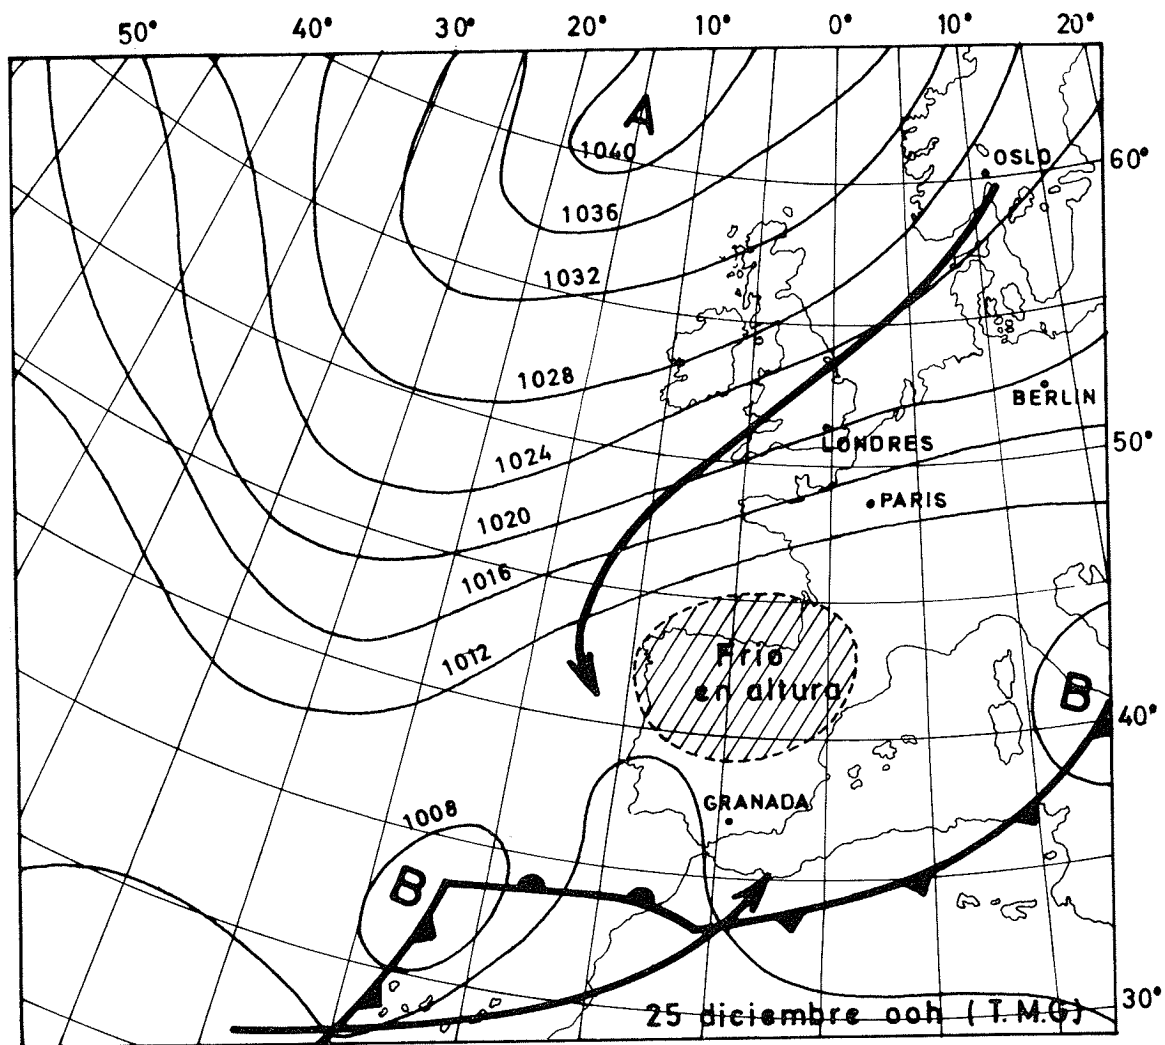 50° 40° 30° 20° 10° 0° 10° 20°
A
1040
OSLO
60°
1036
1032
1028
BERLIN
1024
LONDRES
50°
1020
PARIS
1016
1012
Frío
en altura
B
40°
GRANADA
1008
B
30°
25 diciembre 00h (T.M.G)